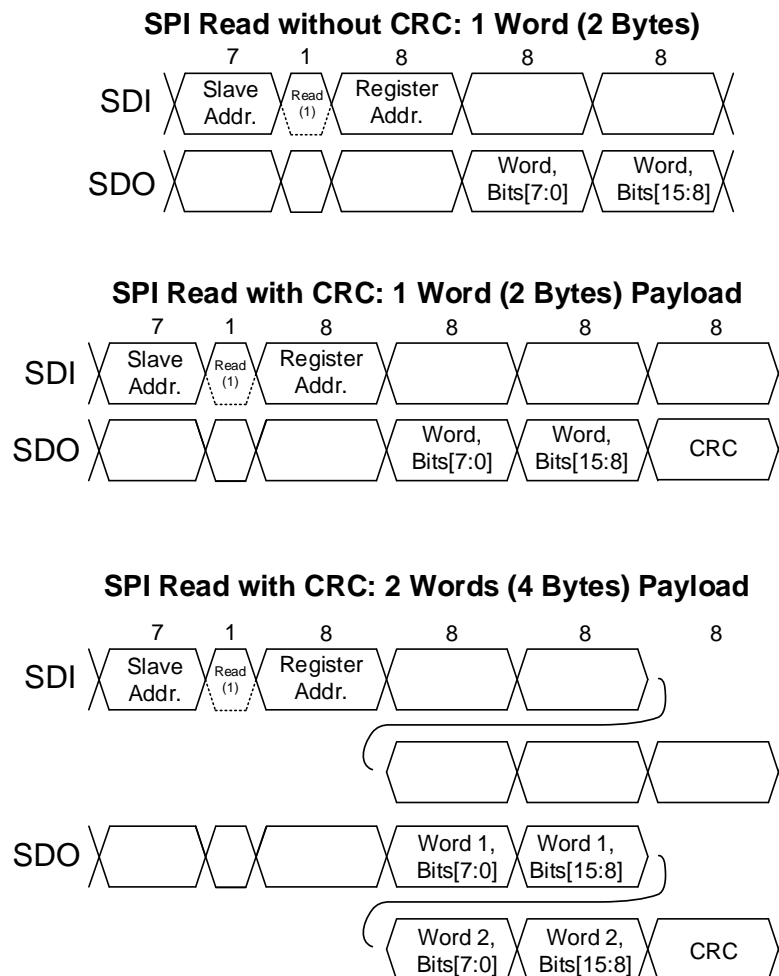 SPI Read without CRC: 1 Word (2 Bytes)
7 1 8 8 8
SDI
Slave
Addr.
Read
(1)
Register
Addr.
SDO
Word,
Bits[7:0]
Word,
Bits[15:8]
SPI Read with CRC: 1 Word (2 Bytes) Payload
7 1 8 8 8 8
SDI
Slave
Addr.
Read
(1)
Register
Addr.
SDO
Word,
Bits[7:0]
Word,
Bits[15:8]
CRC
SPI Read with CRC: 2 Words (4 Bytes) Payload
7 1 8 8 8 8
SDI
Slave
Addr.
Read
(1)
Register
Addr.
SDO
Word 1,
Bits[7:0]
Word 1,
Bits[15:8]
Word 2,
Bits[7:0]
Word 2,
Bits[15:8]
CRC